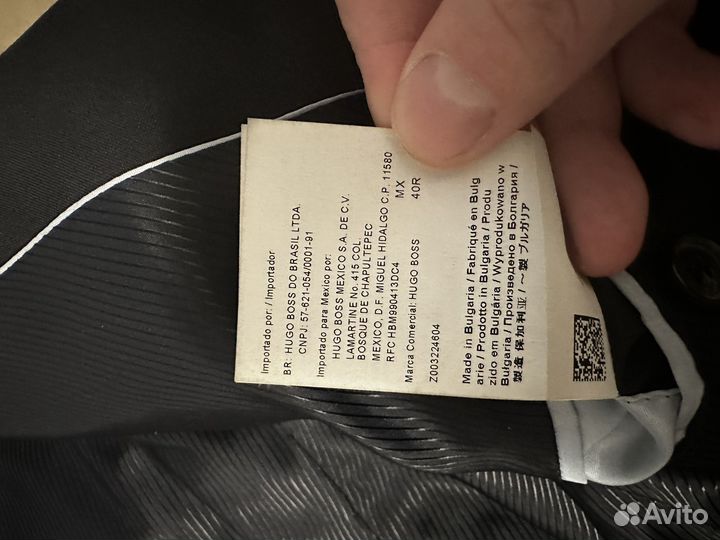 Importado por: / Importador
BR: HUGO BOSS DO BRASIL LTDA.
CNPJ: 57-621-054/0001-91
Importado para Mexico por:
HUGO BOSS MEXICO S.A. DE C.V.
LAMARTINE No. 415 COL.
BOSQUE DE CHAPULTEPEC
MEXICO, D.F. MIGUEL HIDALGO C.P. 11580
RFC HBM990413DC4
MX
Marca Comercial: HUGO BOSS
40R
Z003224604
Made in Bulgaria / Fabriqué en Bulg
arie / Prodotto in Bulgaria / Produ
zido em Bulgária / Wyprodukowano w
Bulgaria / Произведено в Болгария /
製造 保加利亚 / ~製 ブルガリア
Avito